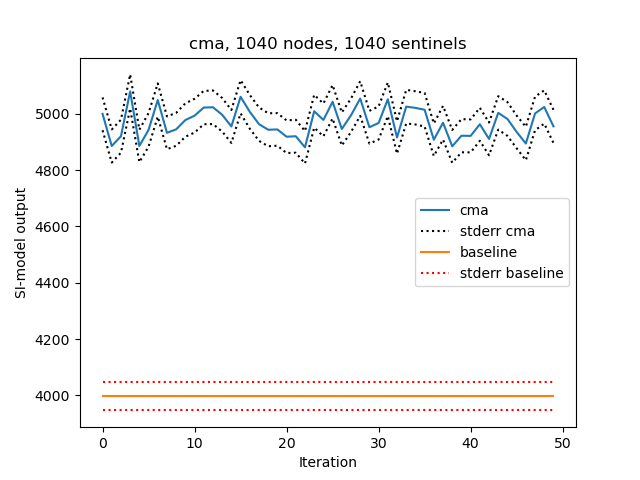 cma, 1040 nodes, 1040 sentinels
SI-model output
5000
4800
4600
4400
4200
4000
cma
stderr cma
baseline
stderr baseline
0 10 20 30 40 50
Iteration